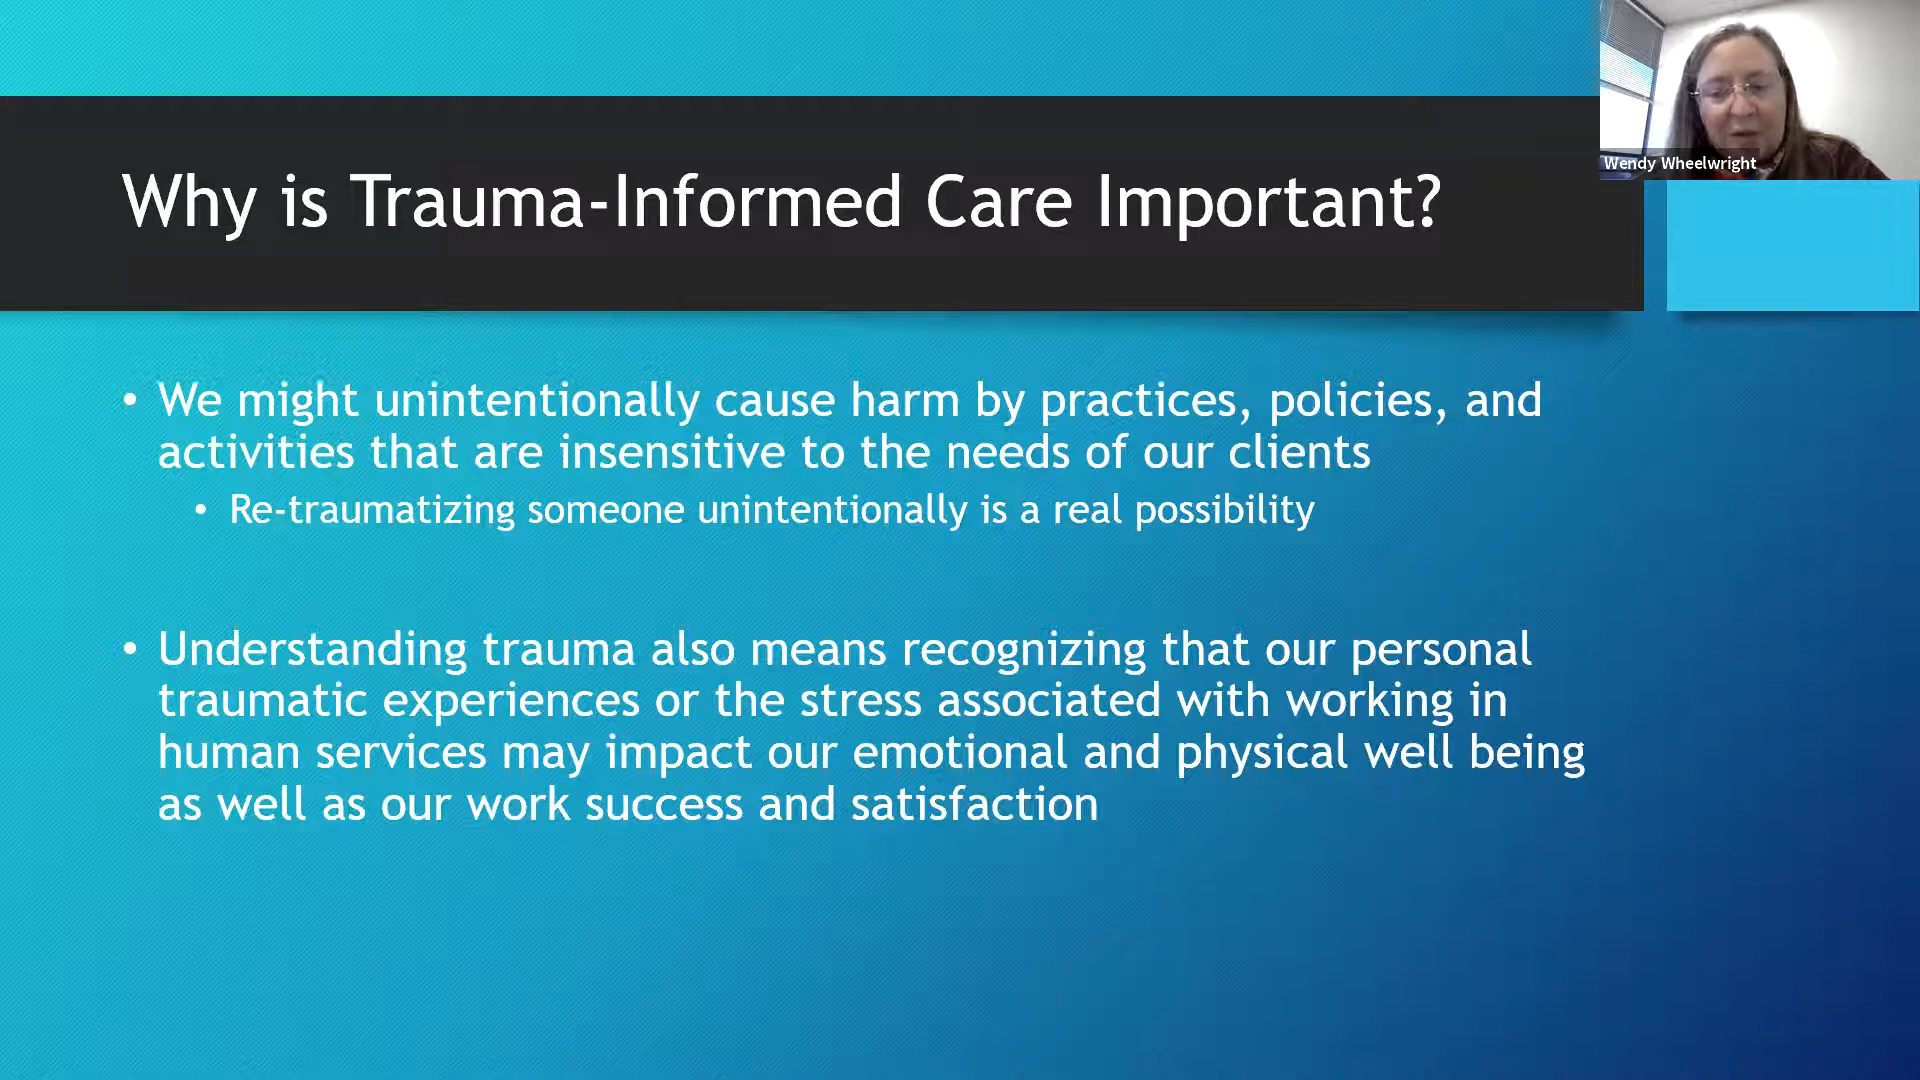 Wendy Wheelwright
Why is Trauma-Informed Care Important?
• We might unintentionally cause harm by practices, policies, and
activities that are insensitive to the needs of our clients
• Re-traumatizing someone unintentionally is a real possibility
• Understanding trauma also means recognizing that our personal
traumatic experiences or the stress associated with working in
human services may impact our emotional and physical well being
as well as our work success and satisfaction